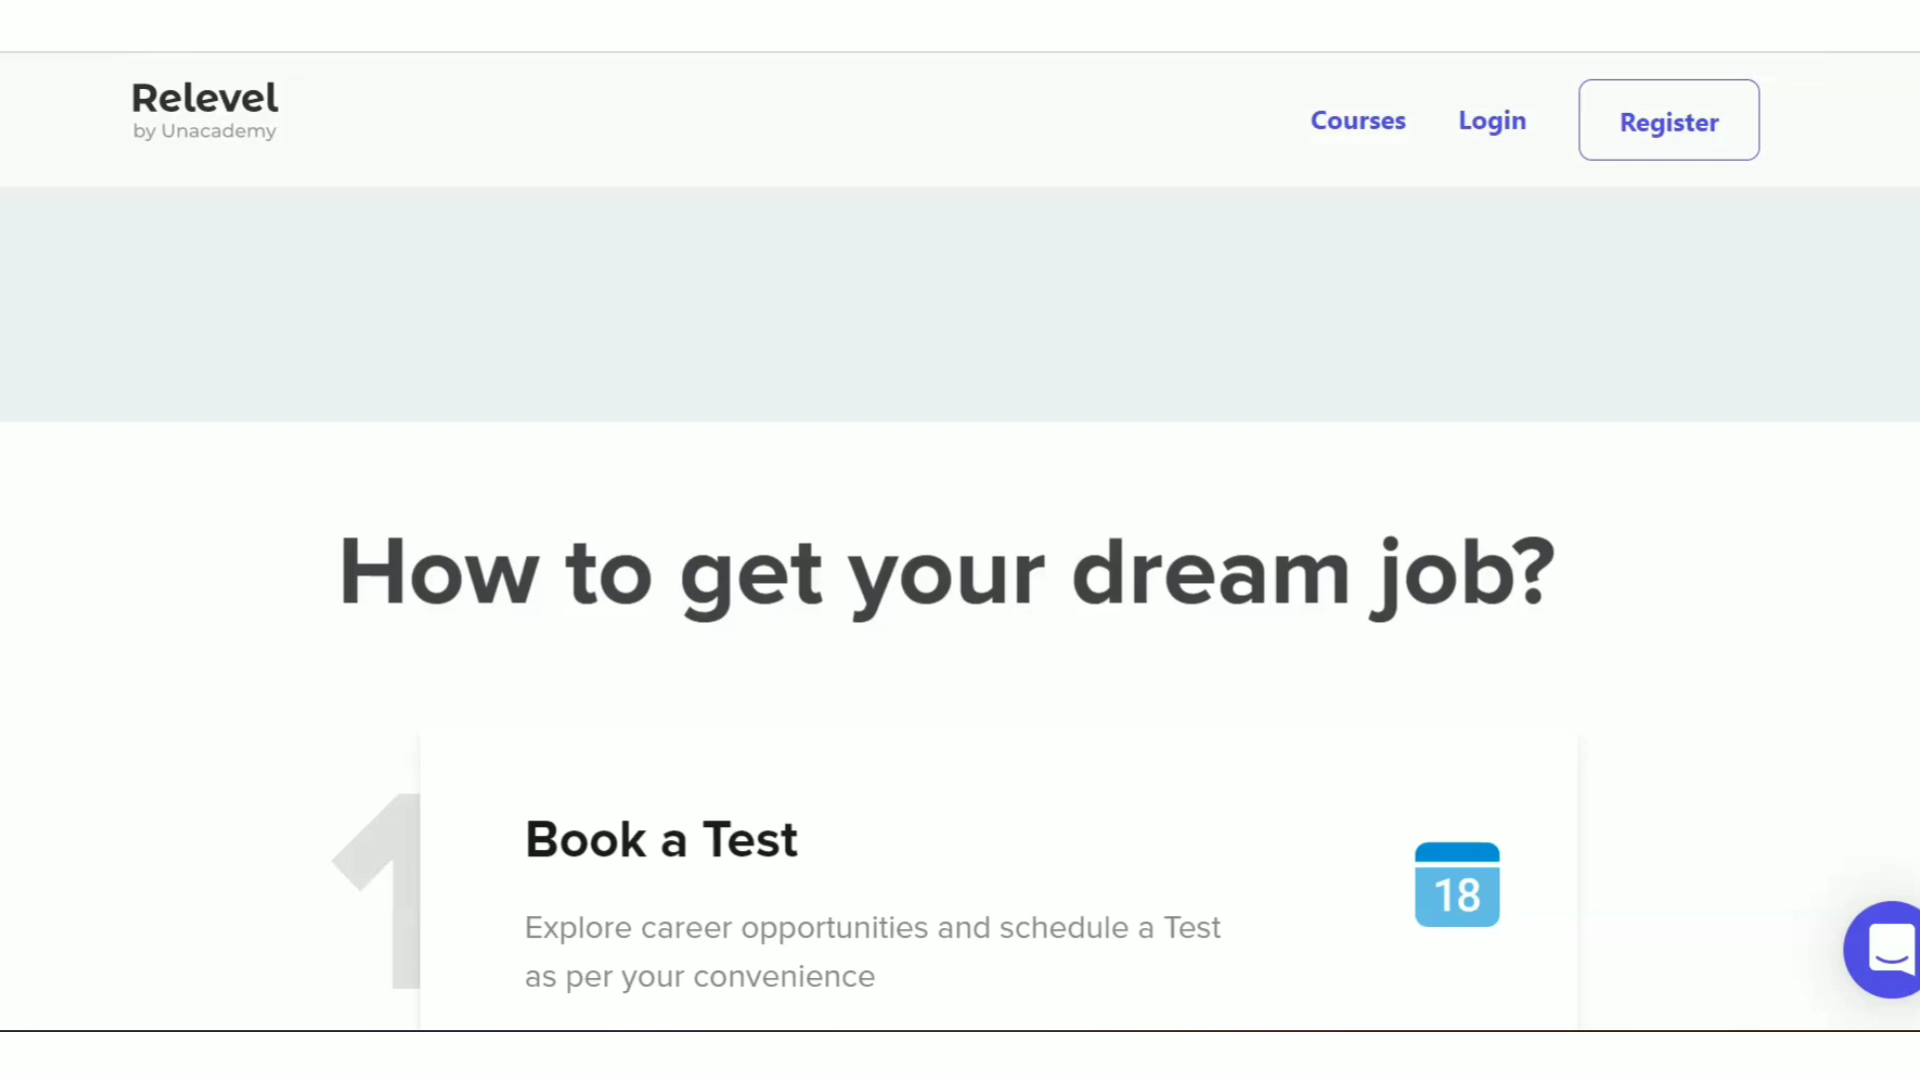 Relevel
by Unacademy
Courses
Login
Register
How to get your dream job?
1
Book a Test
18
Explore career opportunities and schedule a Test
as per your convenience